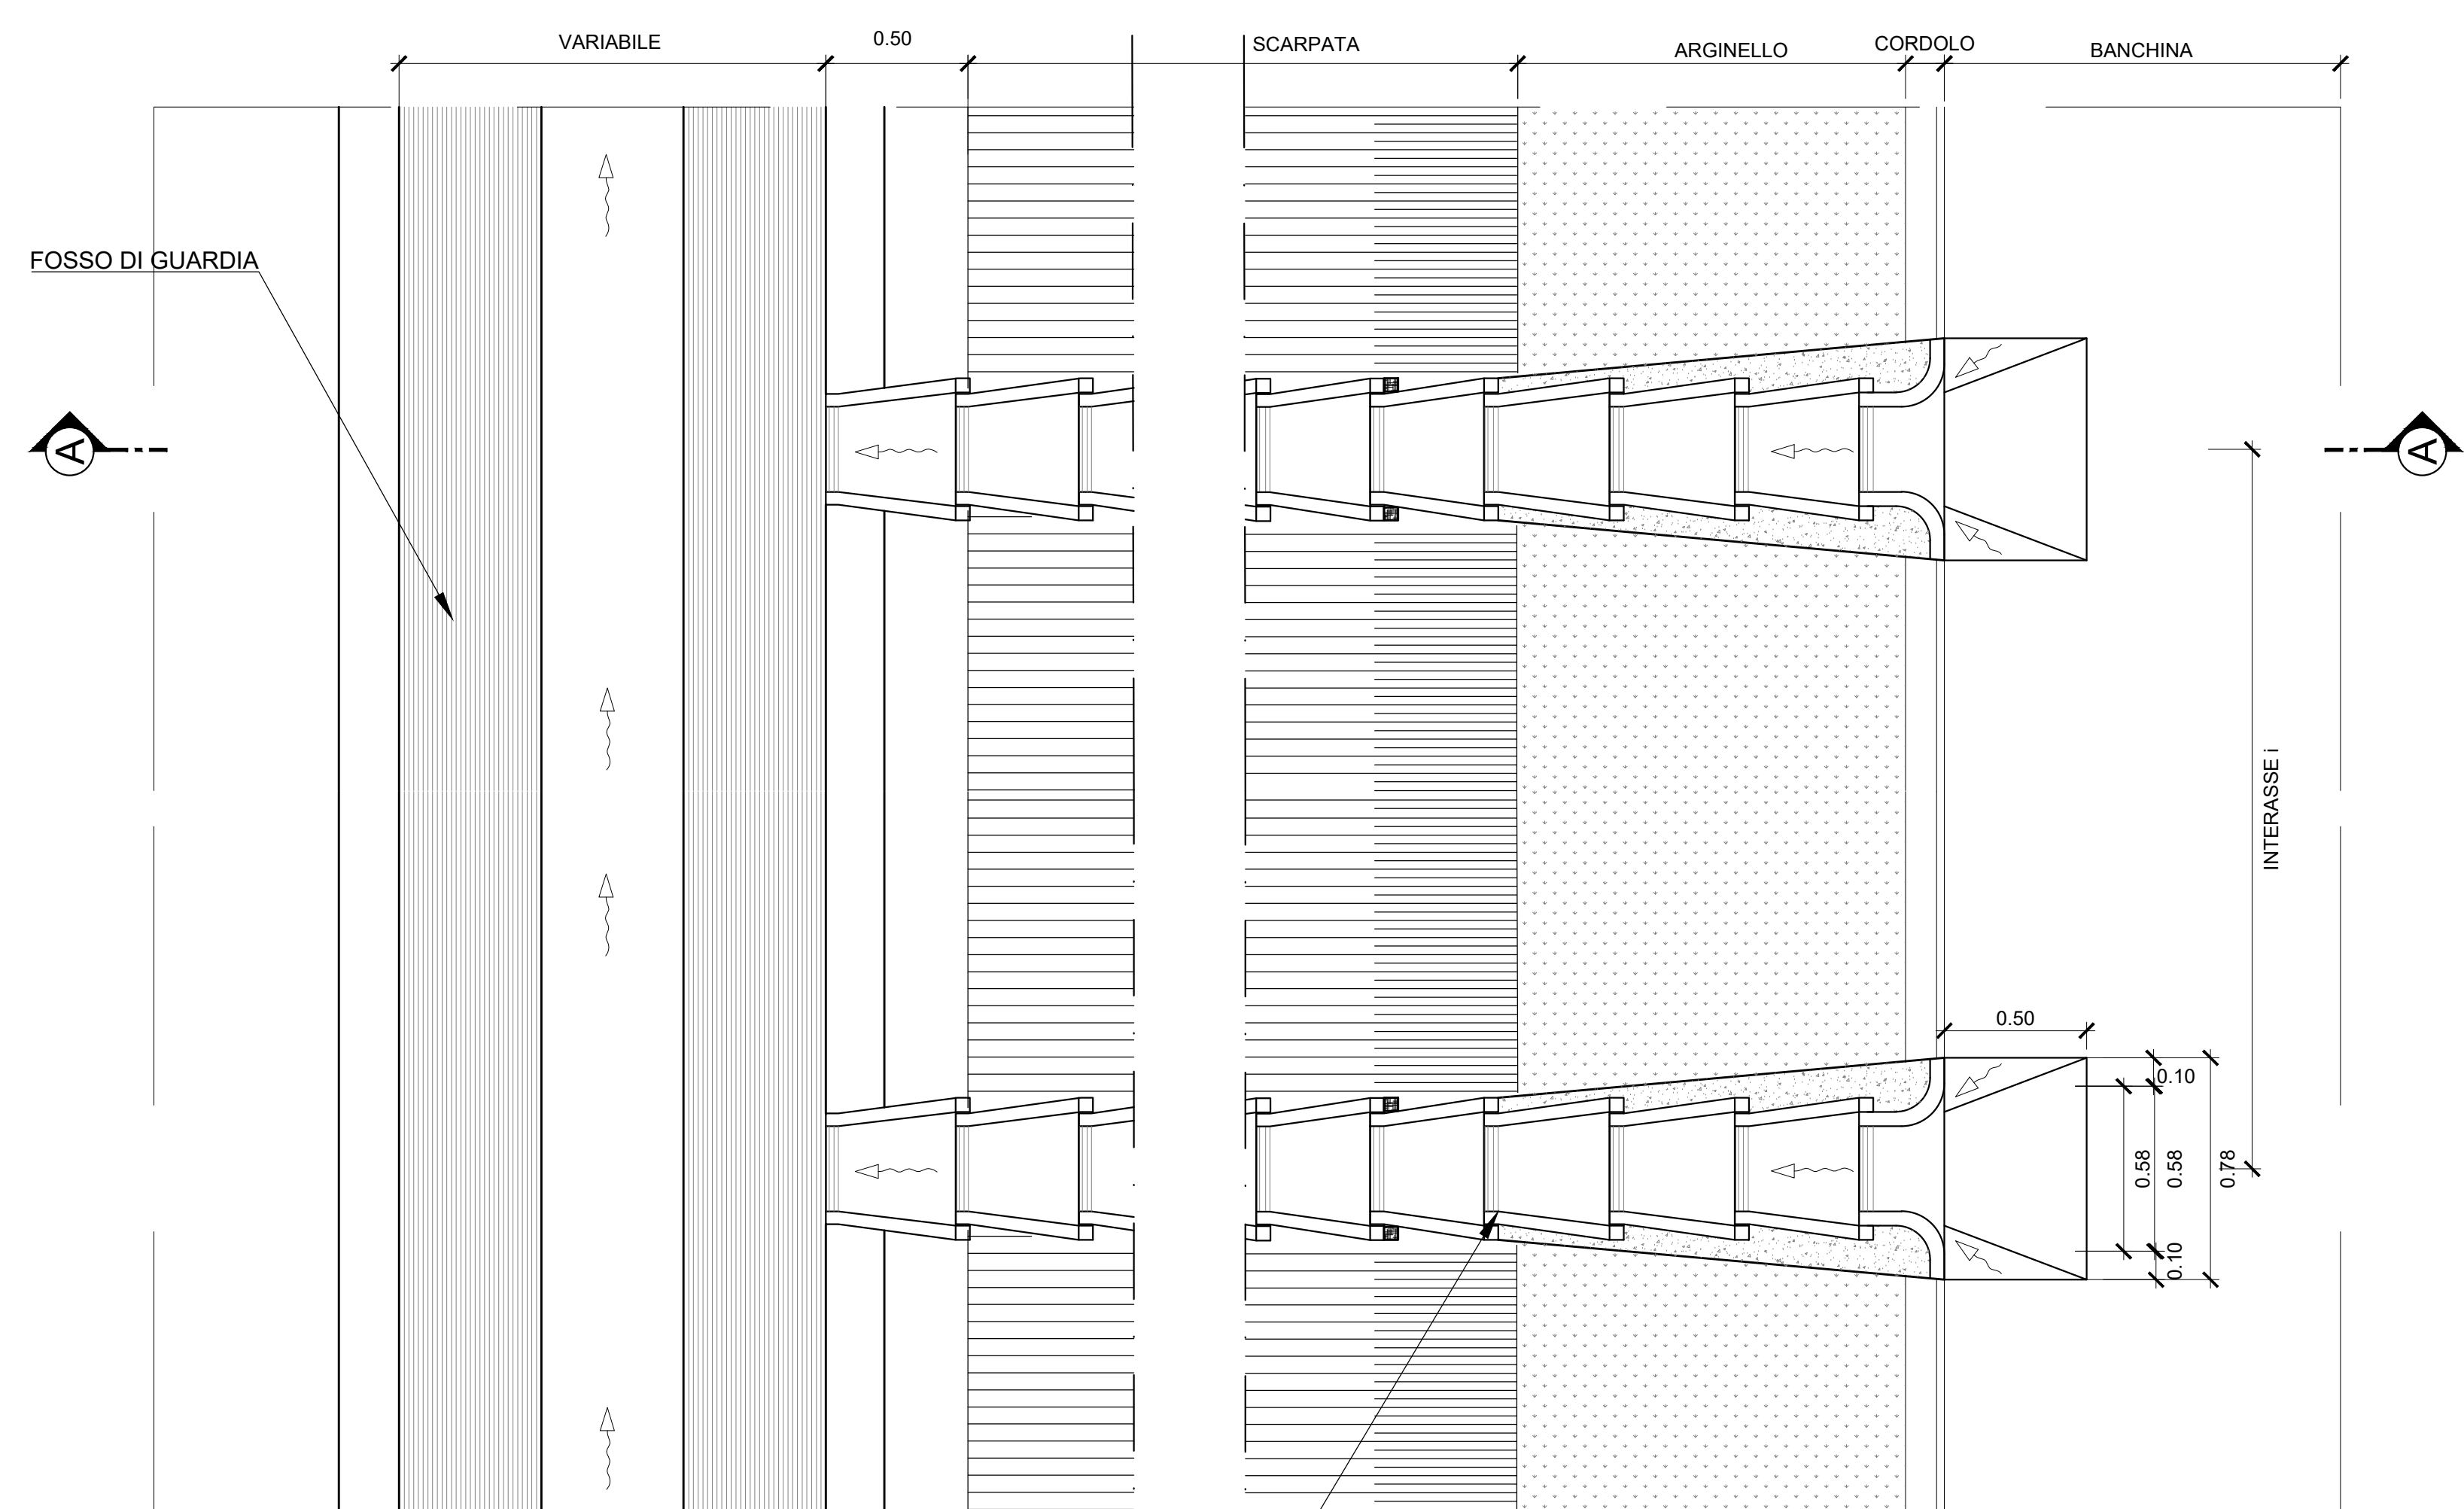 VARIABILE
0.50
SCARPATA
ARGINELLO
CORDOLO
BANCHINA
FOSSO DI GUARDIA
A
A
INTERASSE i
0.50
0.10
0.58
0.58
0.78
0.10